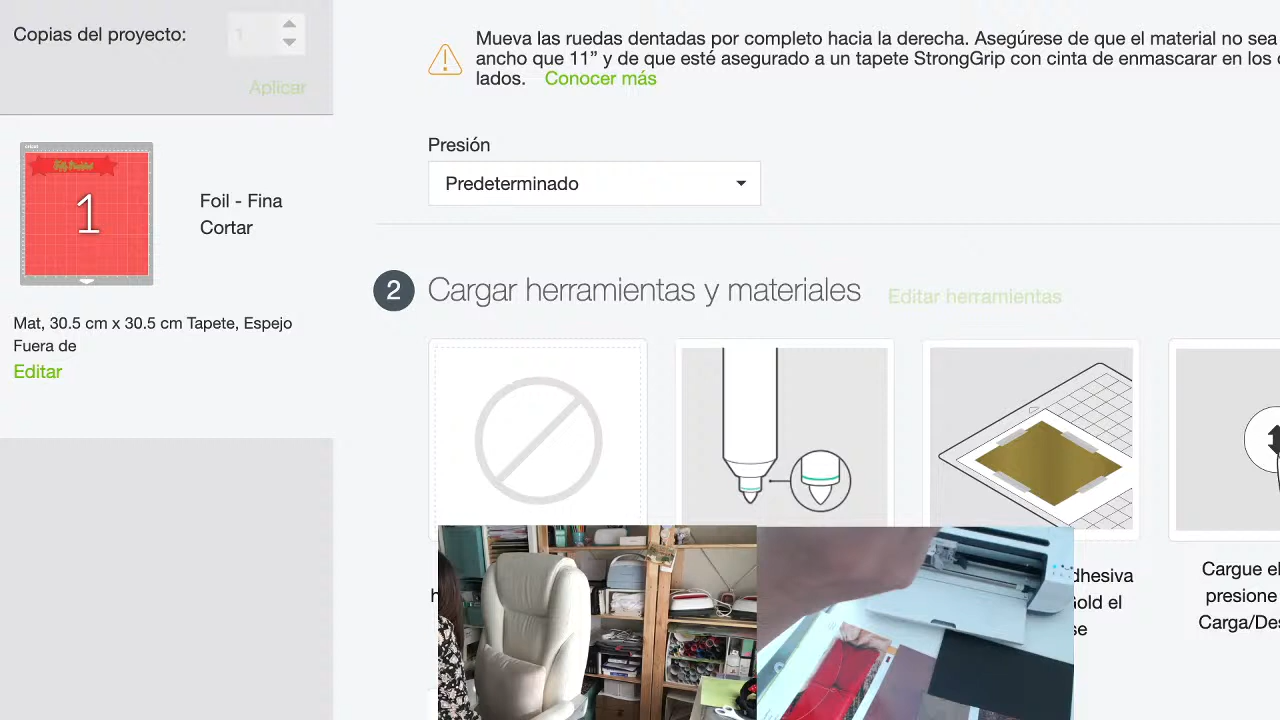 Copias del proyecto:
1
Aplicar
Mueva las ruedas dentadas por completo hacia la derecha. Asegúrese de que el material no sea
ancho que 11” y de que esté asegurado a un tapete StrongGrip con cinta de enmascarar en los
lados. Conocer más
Presión
Predeterminado
1
Foil - Fina
Cortar
Mat, 30.5 cm x 30.5 cm Tapete, Espejo
Fuera de
Editar
2 Cargar herramientas y materiales Editar herramientas
Cargue el
presione
Carga/Des
dhesiva
Gold el
se